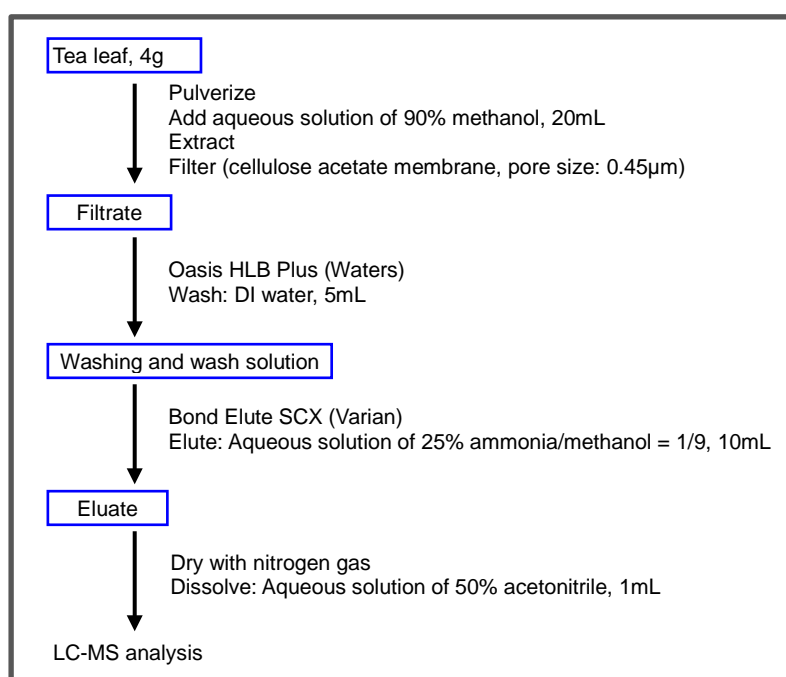 Tea leaf, 4g
Pulverize
Add aqueous solution of 90% methanol, 20mL
Extract
Filter (cellulose acetate membrane, pore size: 0.45µm)
Filtrate
Oasis HLB Plus (Waters)
Wash: DI water, 5mL
Washing and wash solution
Bond Elute SCX (Varian)
Elute: Aqueous solution of 25% ammonia/methanol = 1/9, 10mL
Eluate
Dry with nitrogen gas
Dissolve: Aqueous solution of 50% acetonitrile, 1mL
LC-MS analysis